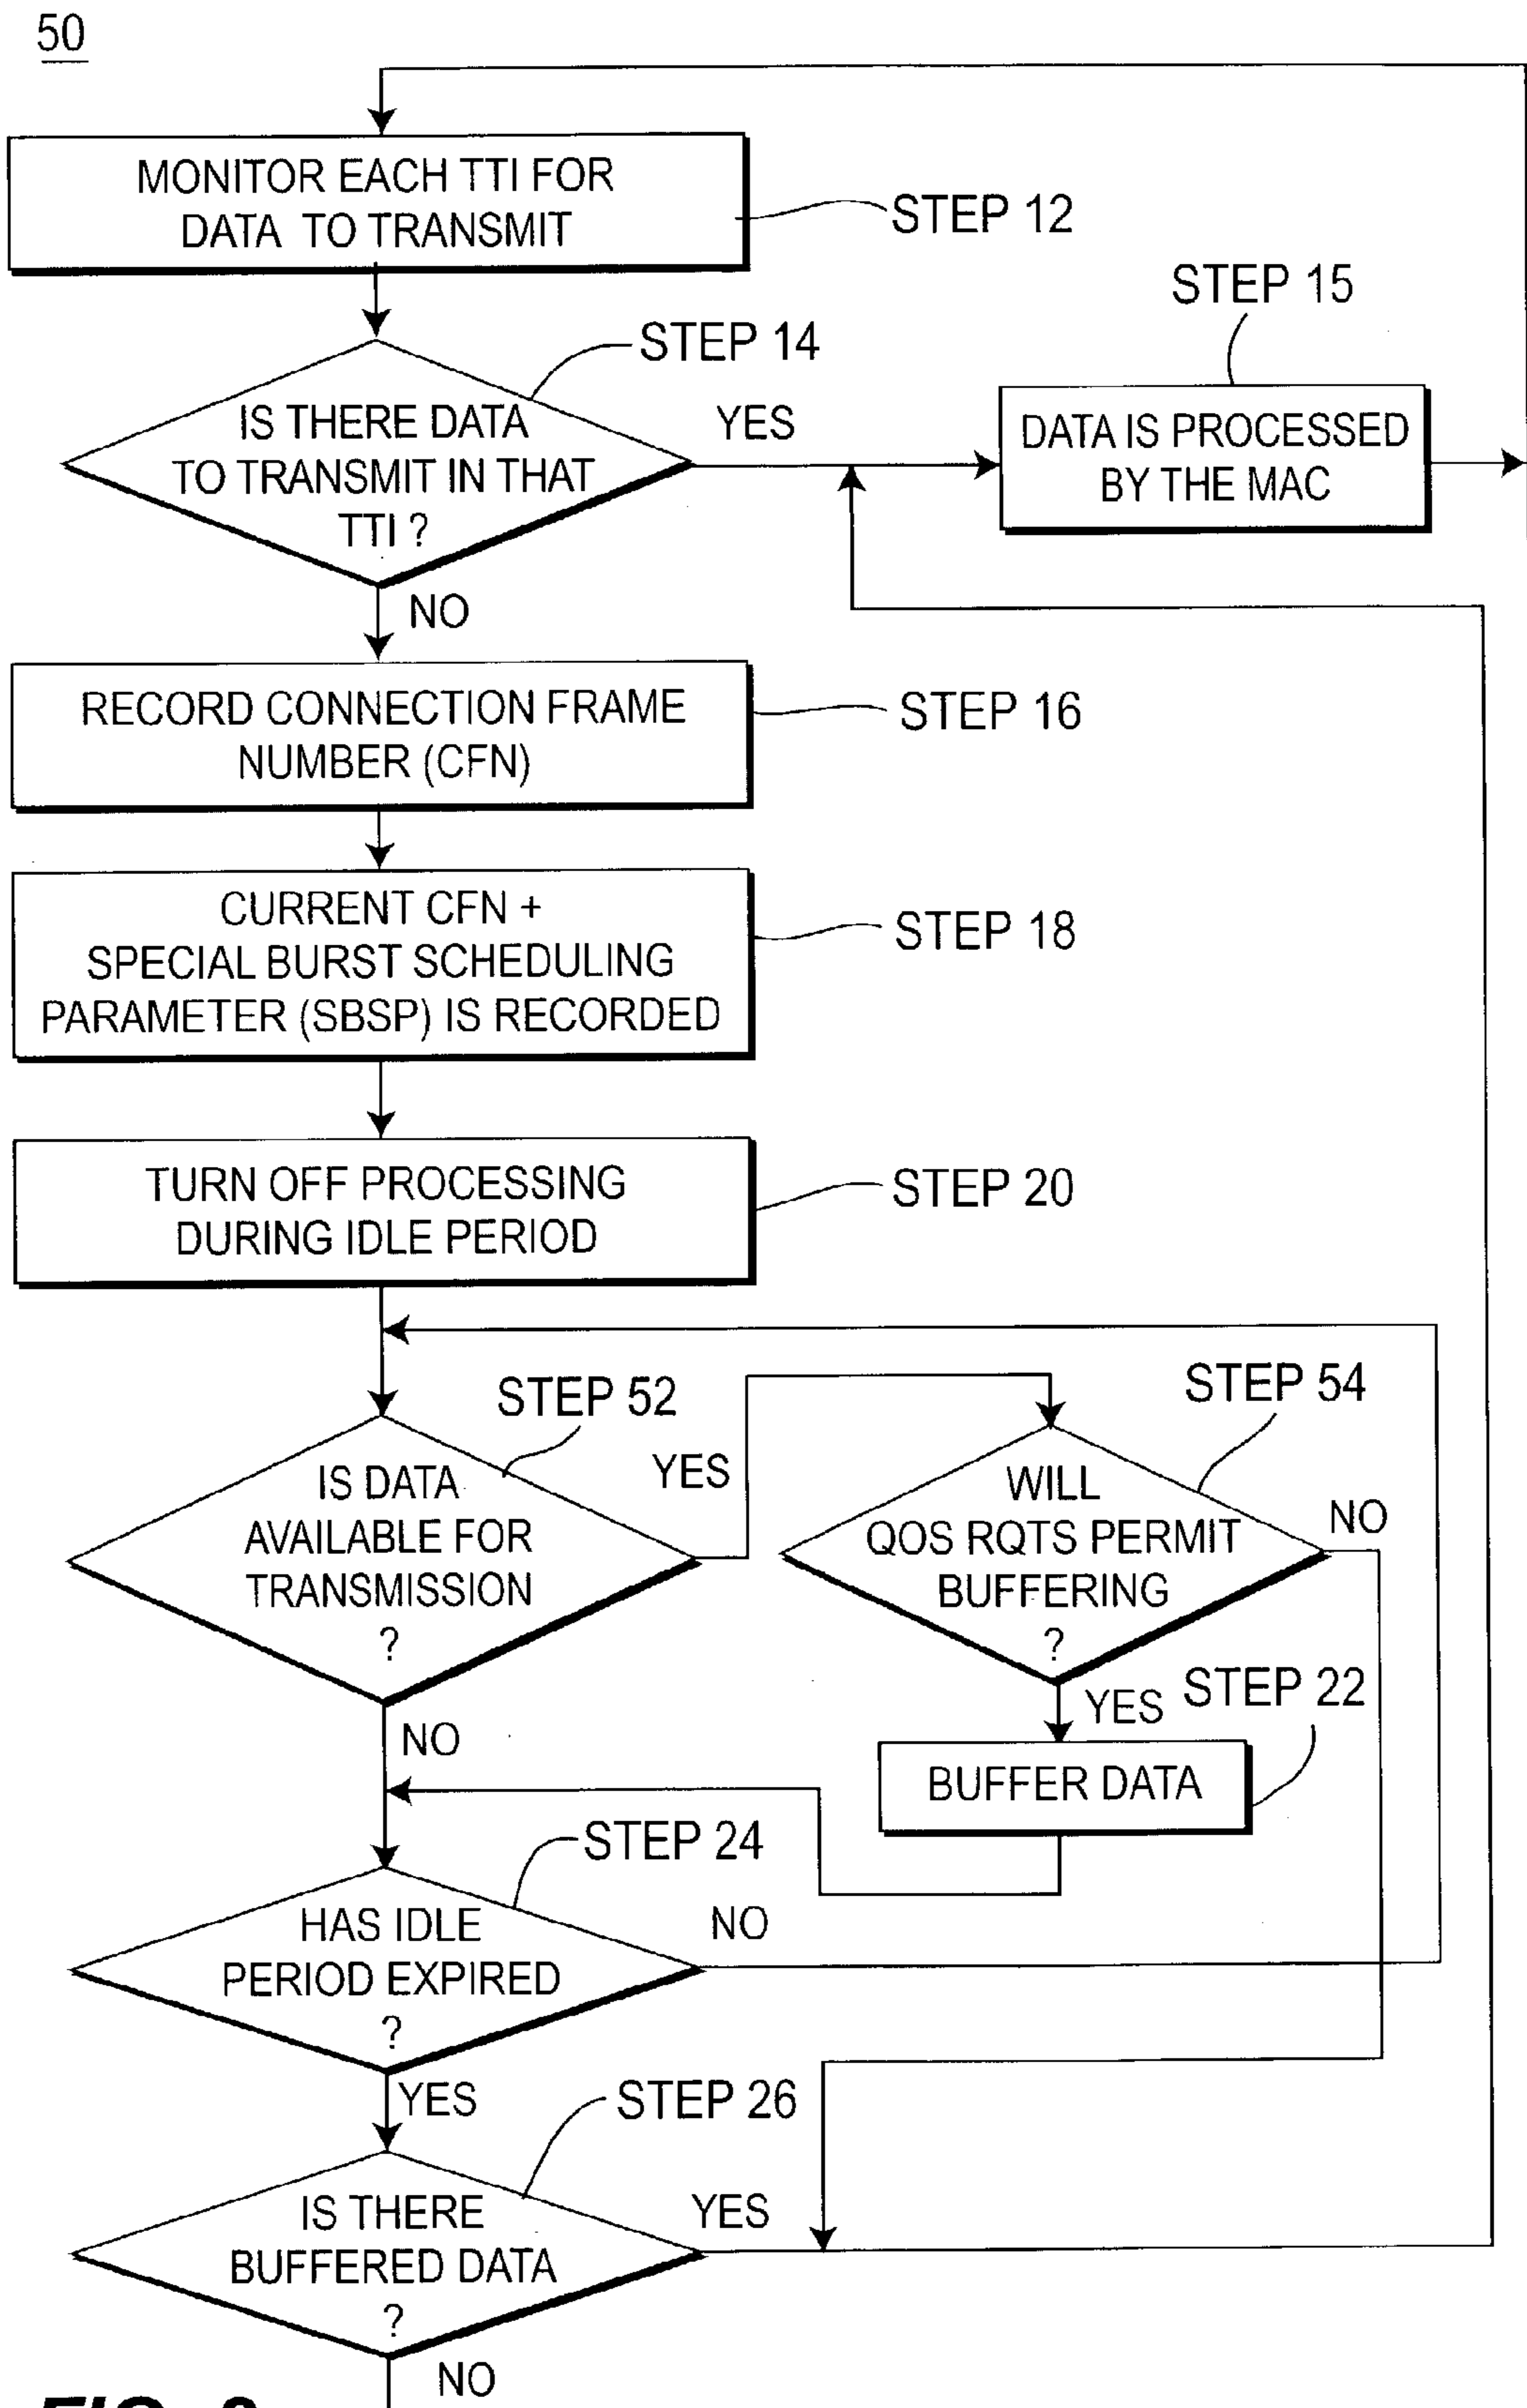 50
MONITOR EACH TTI FOR
DATA TO TRANSMIT
STEP 12
STEP 15
STEP 14
IS THERE DATA
TO TRANSMIT IN THAT
TTI ?
YES
DATA IS PROCESSED
BY THE MAC
NO
RECORD CONNECTION FRAME
NUMBER (CFN)
STEP 16
CURRENT CFN +
SPECIAL BURST SCHEDULING
PARAMETER (SBSP) IS RECORDED
STEP 18
TURN OFF PROCESSING
DURING IDLE PERIOD
STEP 20
STEP 52
IS DATA
AVAILABLE FOR
TRANSMISSION
?
YES
STEP 54
WILL
QOS RQTS PERMIT
BUFFERING
?
NO
YES
STEP 22
BUFFER DATA
NO
STEP 24
HAS IDLE
PERIOD EXPIRED
?
NO
YES
STEP 26
IS THERE
BUFFERED DATA
?
YES
NO